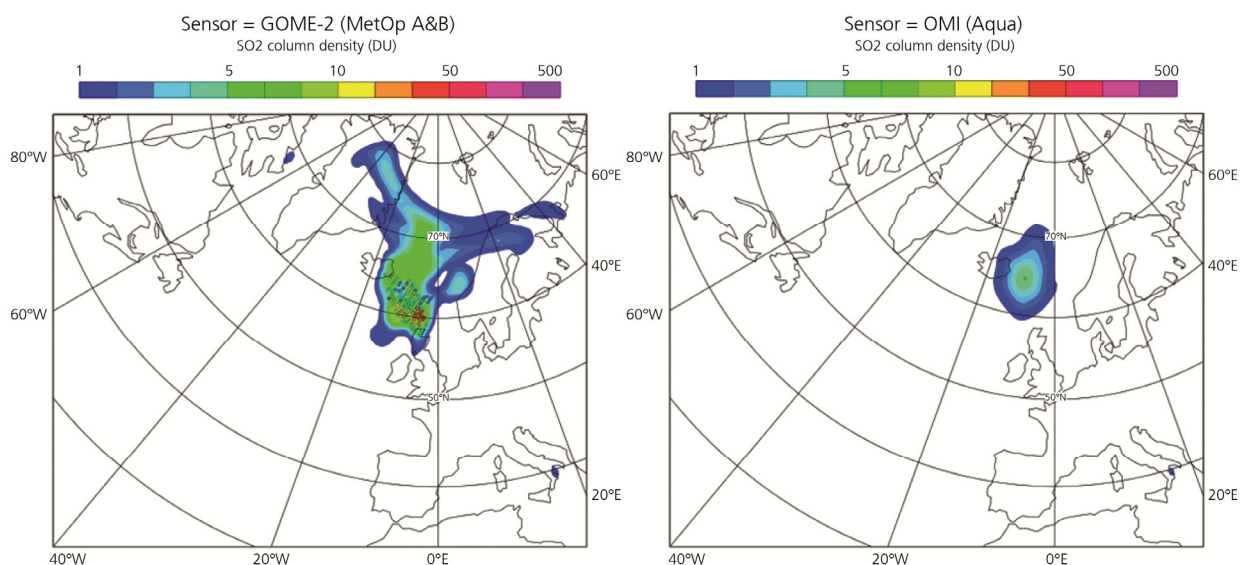 Sensor = GOME-2 (MetOp A&B)
SO2 column density (DU)
1 5 10 50 500
80°W
60°E
70°N
40°E
60°W
50°N
20°E
40°W 20°W 0°E
Sensor = OMI (Aqua)
SO2 column density (DU)
1 5 10 50 500
80°W
60°E
70°N
40°E
60°W
50°N
20°E
40°W 20°W 0°E